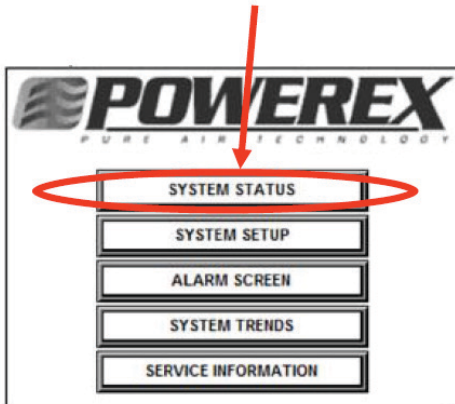 POWEREX
PURE AIR TECHNOLOGY
SYSTEM STATUS
SYSTEM SETUP
ALARM SCREEN
SYSTEM TRENDS
SERVICE INFORMATION